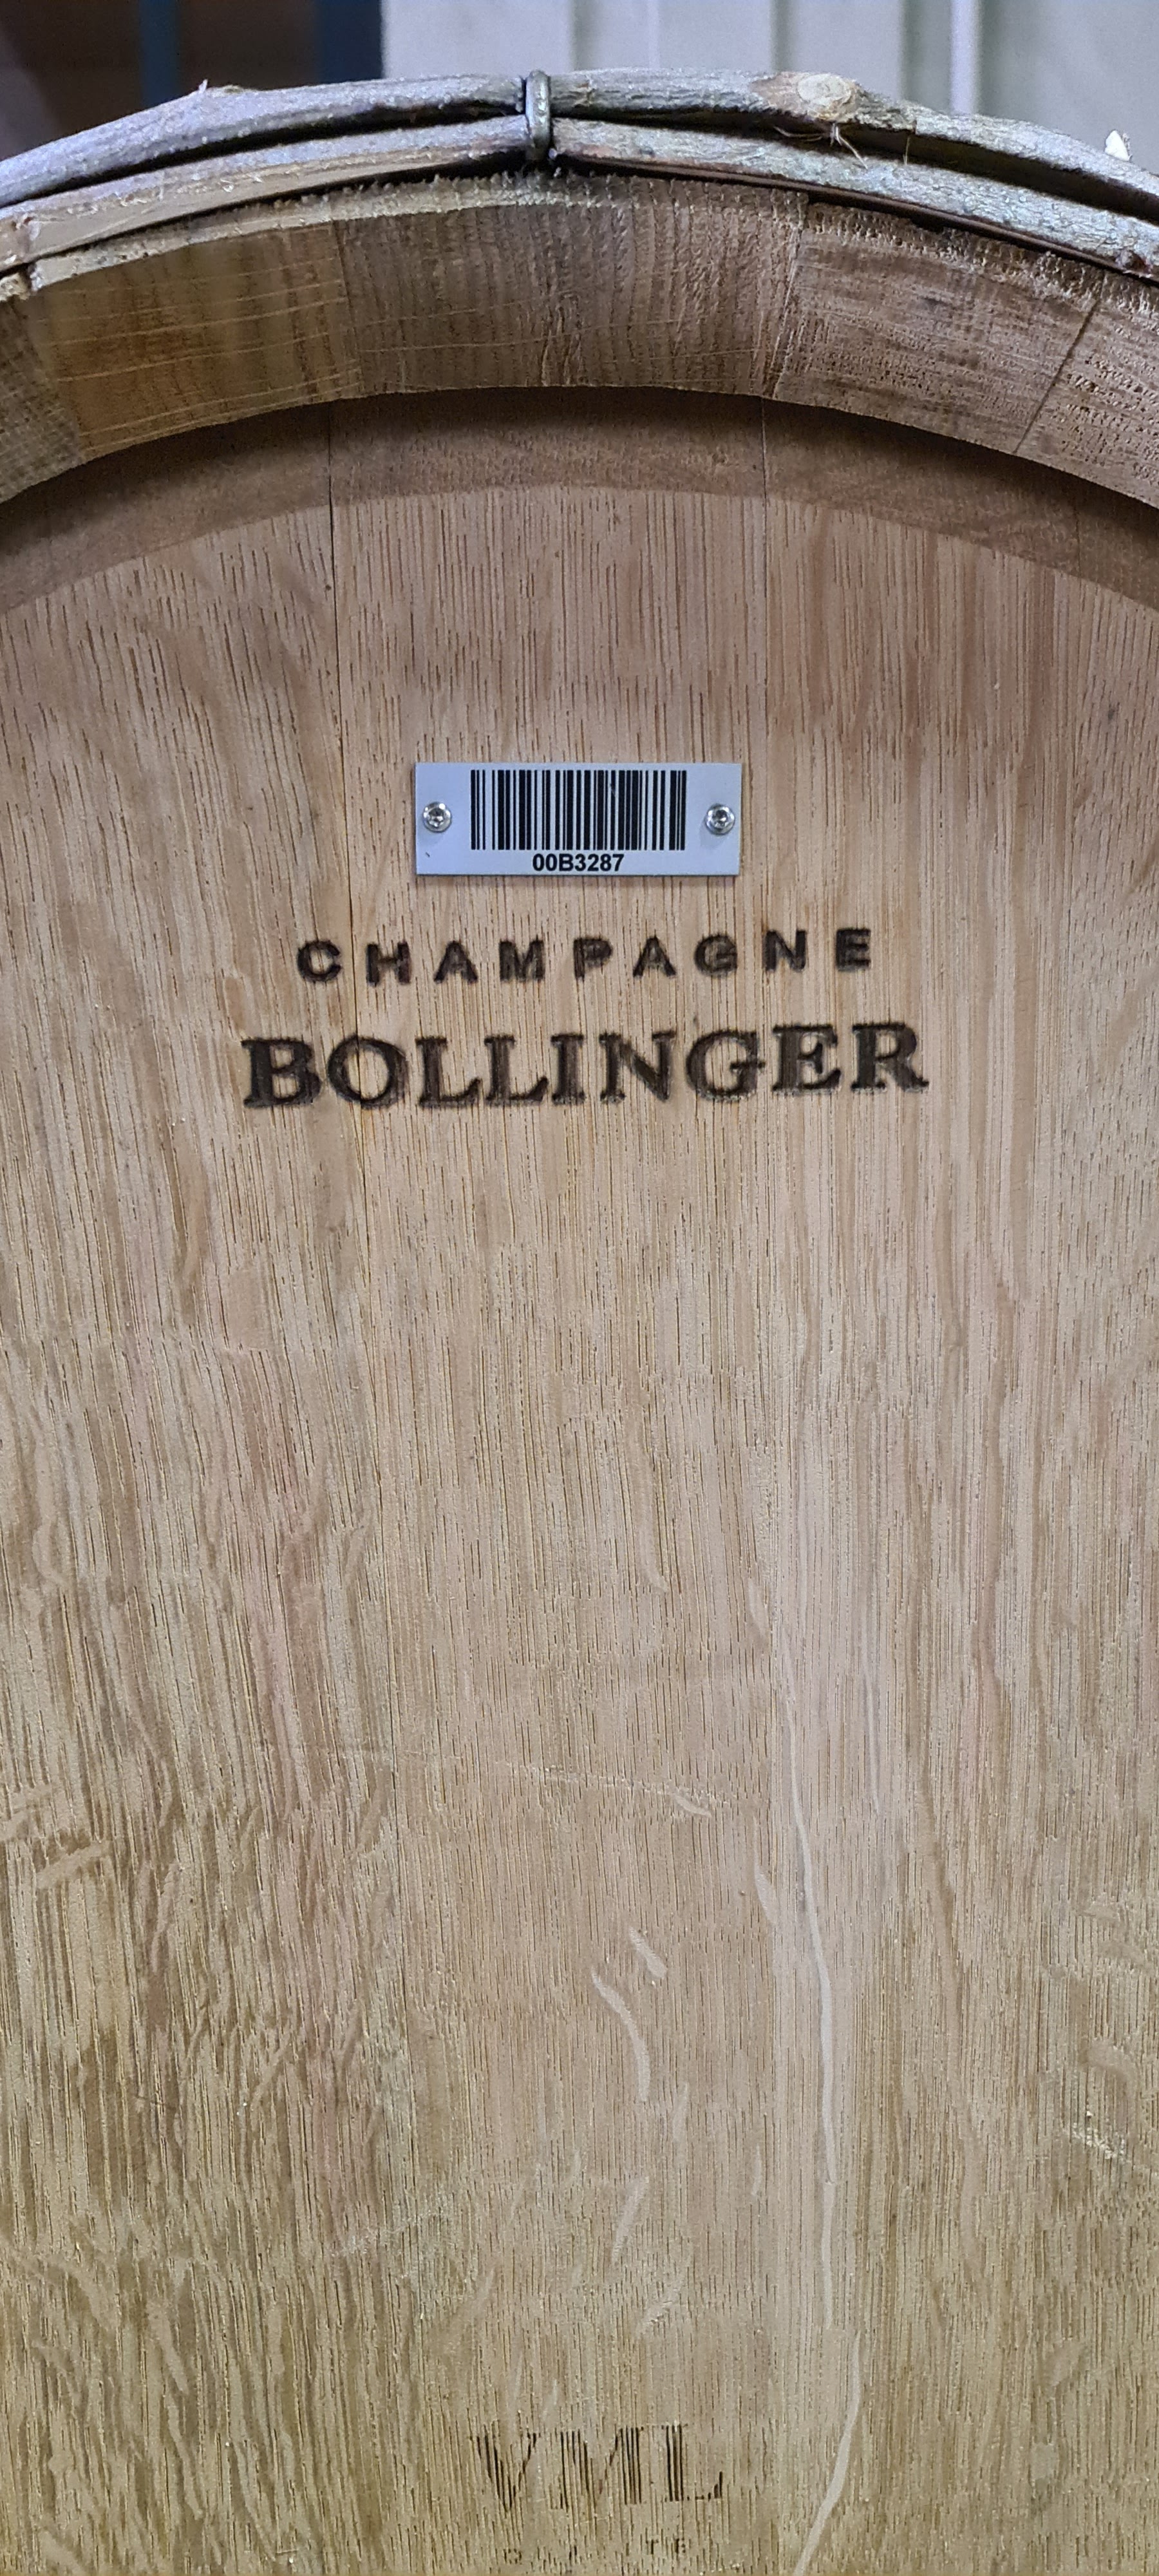 00B3287
CHAMPAGNE
BOLLINGER
VML